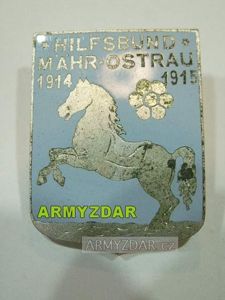 HILFSBUND
MÄHR-OSTRAU
1914 1915
ARMYZDAR
ARMYZDAR.cz